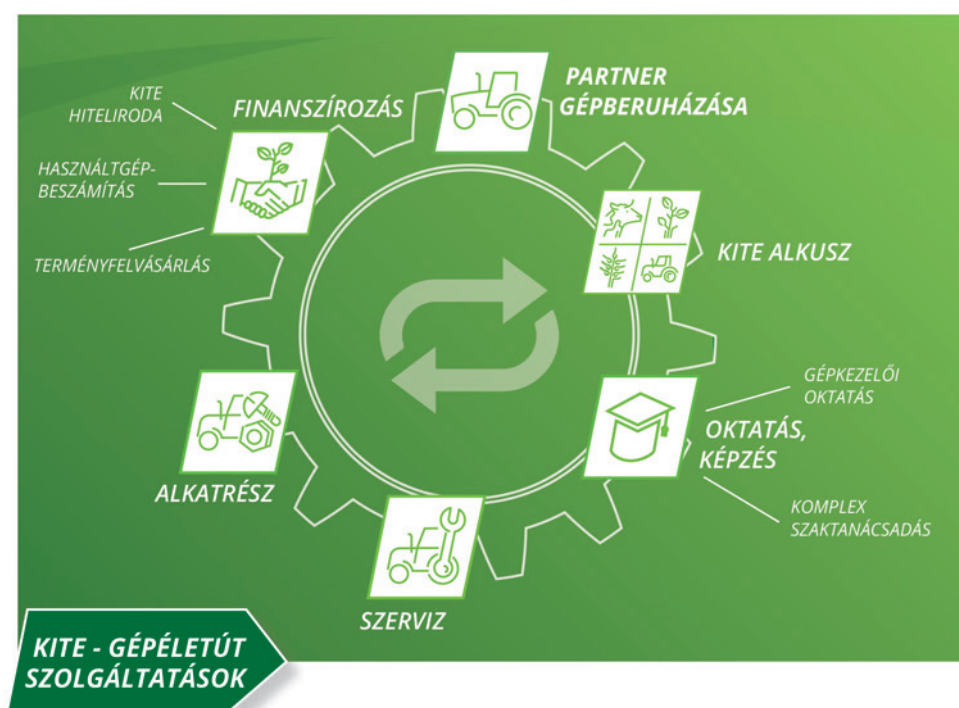 PARTNER
GÉPBERUHÁZÁSA
KITE ALKUSZ
OKTATÁS,
KÉPZÉS
GÉPKEZELŐI
OKTATÁS
KOMPLEX
SZAKTANÁCSADÁS
SZERVIZ
ALKATRÉSZ
FINANSZÍROZÁS
KITE
HITELIRODA
HASZNÁLTGÉP-
BESZÁMÍTÁS
TERMÉNYFELVÁSÁRLÁS
KITE - GÉPÉLETÚT
SZOLGÁLTATÁSOK